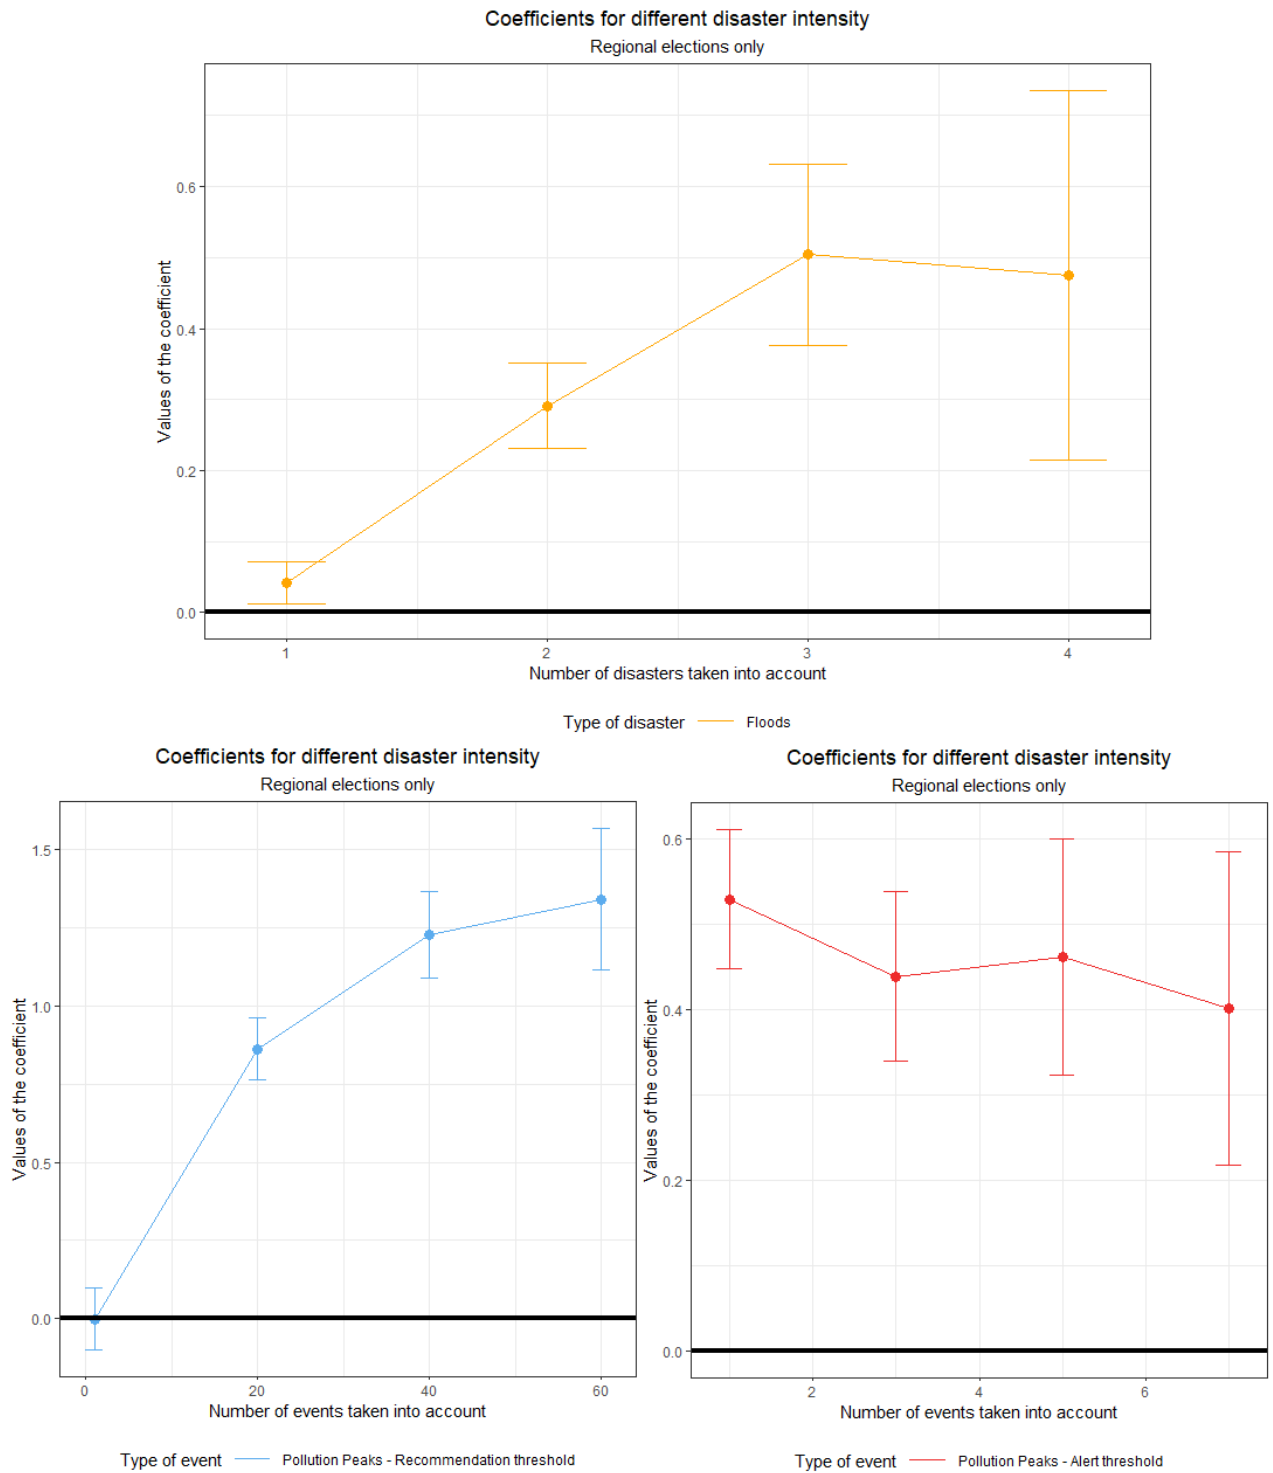 Coefficients for different disaster intensity
Regional elections only
Values of the coefficient
0.6
0.4
0.2
0.0
1 2 3 4
Number of disasters taken into account
Type of disaster Floods
Coefficients for different disaster intensity
Regional elections only
Values of the coefficient
1.5
1.0
0.5
0.0
0 20 40 60
Number of events taken into account
Type of event Pollution Peaks - Recommendation threshold
Coefficients for different disaster intensity
Regional elections only
Values of the coefficient
0.6
0.4
0.2
0.0
2 4 6
Number of events taken into account
Type of event Pollution Peaks - Alert threshold